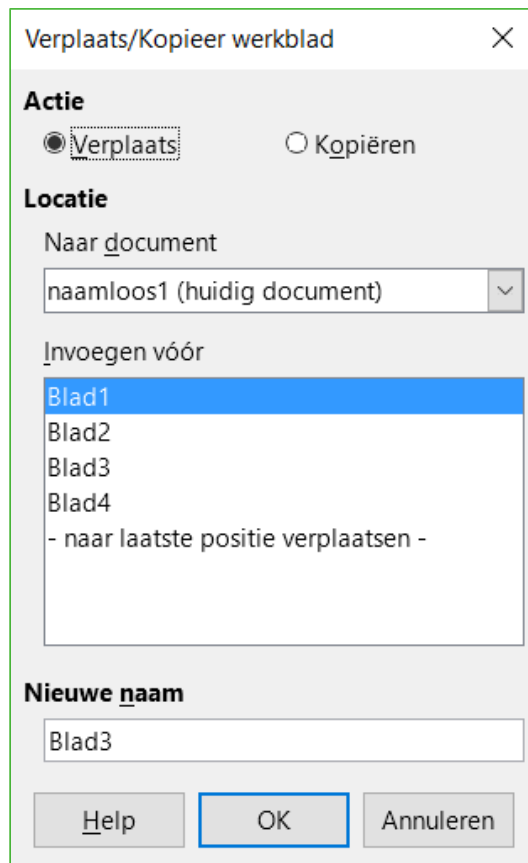 Verplaats/Kopieer werkblad
Actie
Verplaats Kopiëren
Locatie
Naar document
naamloos1 (huidig document)
Invoegen vóór
Blad1
Blad2
Blad3
Blad4
- naar laatste positie verplaatsen -
Nieuwe naam
Blad3
Help OK Annuleren